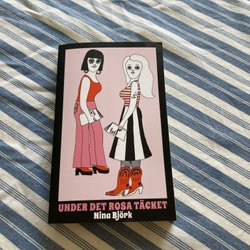 UNDER DET ROSA TÄCKET
Nina Björk